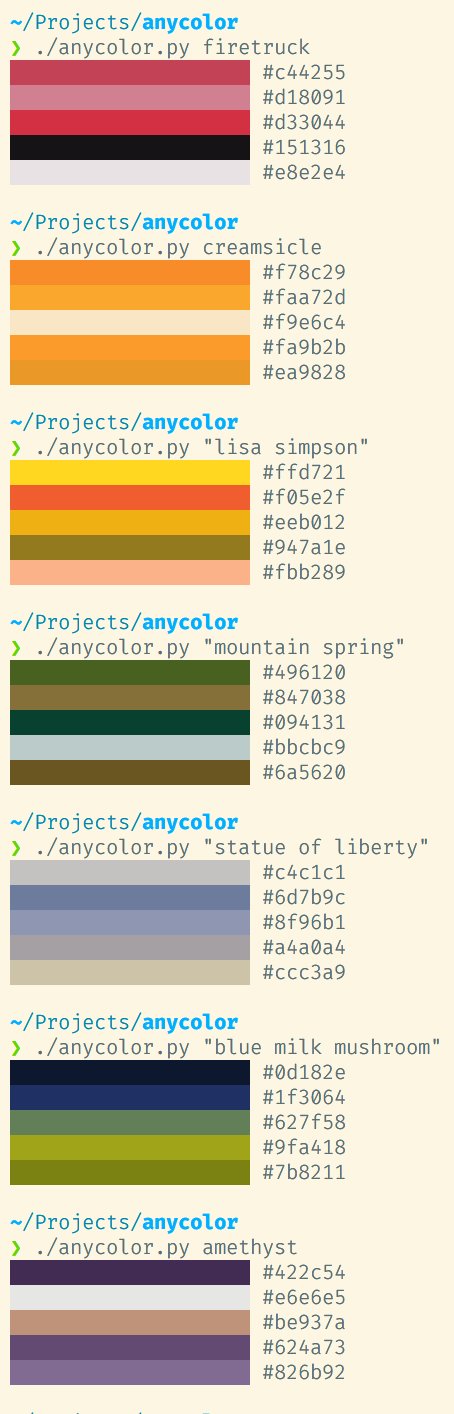 ~/Projects/anycolor
❯ ./anycolor.py firetruck
#c44255
#d18091
#d33044
#151316
#e8e2e4
~/Projects/anycolor
❯ ./anycolor.py creamsicle
#f78c29
#faa72d
#f9e6c4
#fa9b2b
#ea9828
~/Projects/anycolor
❯ ./anycolor.py "lisa simpson"
#ffd721
#f05e2f
#eeb012
#947a1e
#fbb289
~/Projects/anycolor
❯ ./anycolor.py "mountain spring"
#496120
#847038
#094131
#bbcbc9
#6a5620
~/Projects/anycolor
❯ ./anycolor.py "statue of liberty"
#c4c1c1
#6d7b9c
#8f96b1
#a4a0a4
#ccc3a9
~/Projects/anycolor
❯ ./anycolor.py "blue milk mushroom"
#0d182e
#1f3064
#627f58
#9fa418
#7b8211
~/Projects/anycolor
❯ ./anycolor.py amethyst
#422c54
#e6e6e5
#be937a
#624a73
#826b92